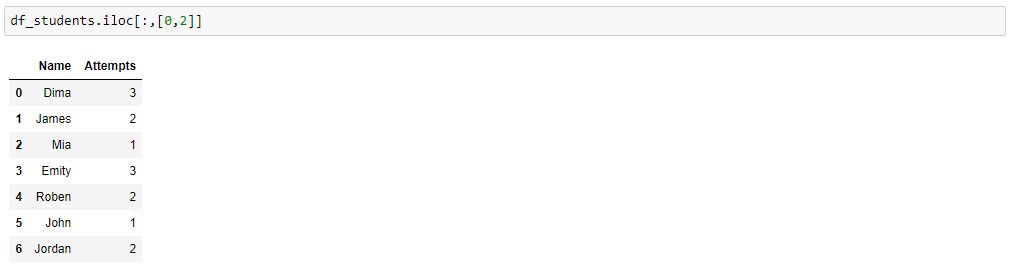 df_students.iloc[:,[0,2]]
Name Attempts
0 Dima 3
1 James 2
2 Mia 1
3 Emity 3
4 Roben 2
5 John 1
6 Jordan 2